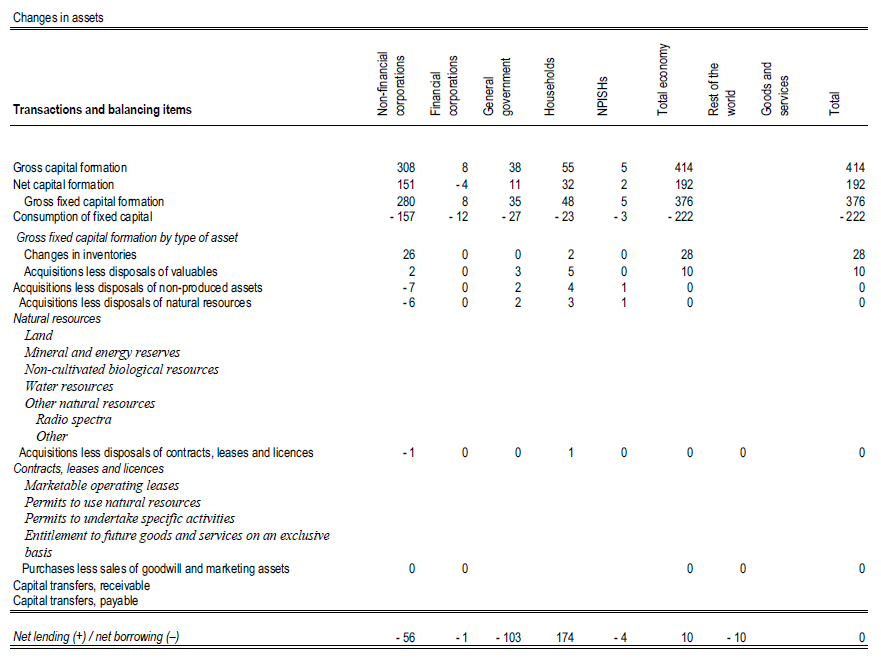 Changes in assets
Transactions and balancing items Non-financial corporations Financial corporations General government Households NPISHs Total economy Rest of the world Goods and services Total
Gross capital formation 308 8 38 55 5 414 414
Net capital formation 151 - 4 11 32 2 192 192
Gross fixed capital formation 280 8 35 48 5 376 376
Consumption of fixed capital - 157 - 12 - 27 - 23 - 3 - 222 -222
Gross fixed capital formation by type of asset
Changes in inventories 26 0 0 2 0 28 28
Acquisitions less disposals of valuables 2 0 3 5 0 10 10
Acquisitions less disposals of non-produced assets - 7 0 2 4 1 0 0
Acquisitions less disposals of natural resources - 6 0 2 3 1 0 0
Natural resources
Land
Mineral and energy reserves
Non-cultivated biological resources
Water resources
Other natural resources
Radio spectra
Other
Acquisitions less disposals of contracts, leases and licences - 1 0 0 1 0 0 0 0
Contracts, leases and licences
Marketable operating leases
Permits to use natural resources
Permits to undertake specific activities
Entitlement to future goods and services on an exclusive
basis
Purchases less sales of goodwill and marketing assets 0 0 0 0 0
Capital transfers, receivable
Capital transfers, payable
Net lending (+) / net borrowing (–) - 56 - 1 - 103 174 - 4 10 - 10 0